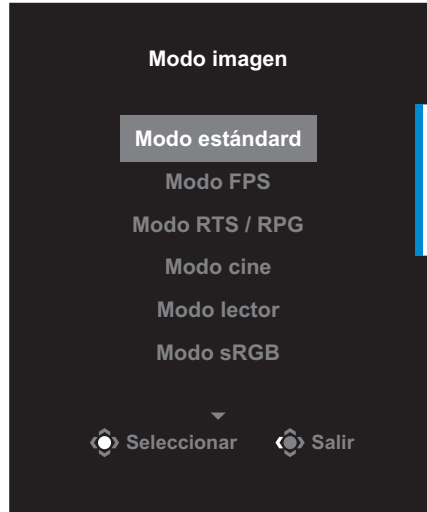 Modo imagen
Modo estándard
Modo FPS
Modo RTS / RPG
Modo cine
Modo lector
Modo sRGB
Seleccionar Salir